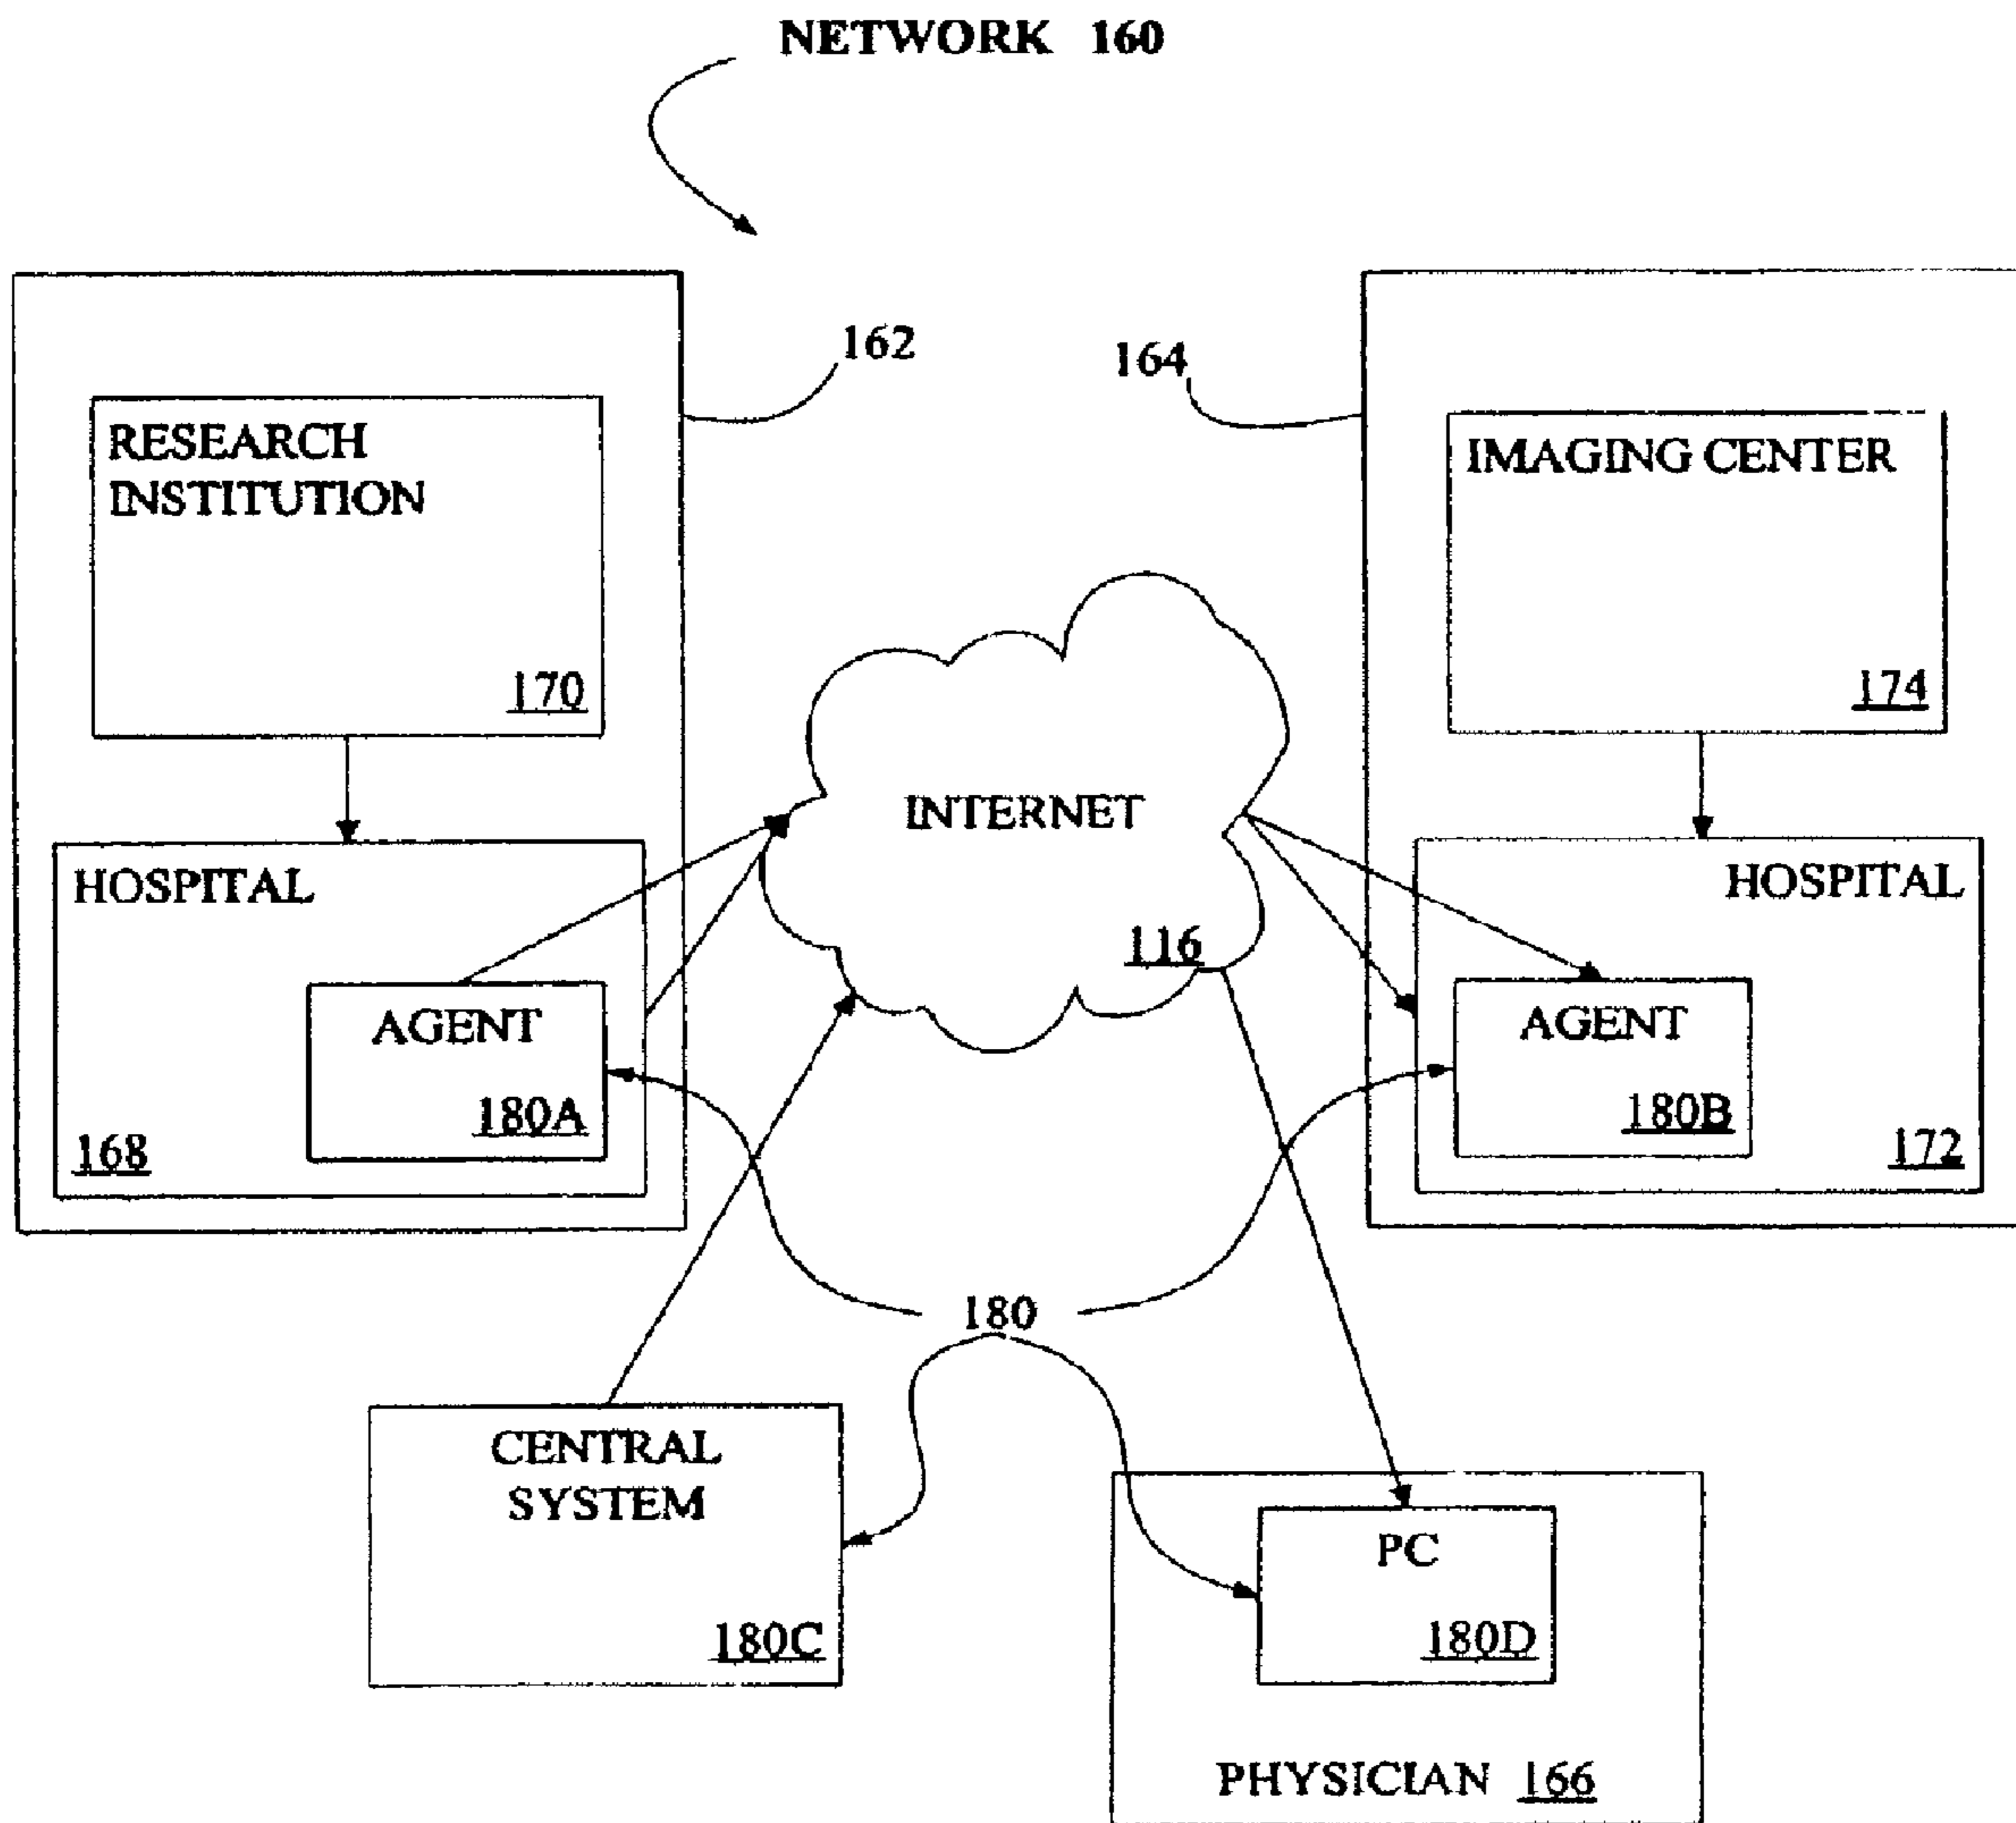 NETWORK 160
162
164
RESEARCH
INSTITUTION
170
IMAGING CENTER
174
INTERNET
116
HOSPITAL
AGENT
180A
168
HOSPITAL
AGENT
180B
172
180
CENTRAL
SYSTEM
180C
PC
180D
PHYSICIAN 166